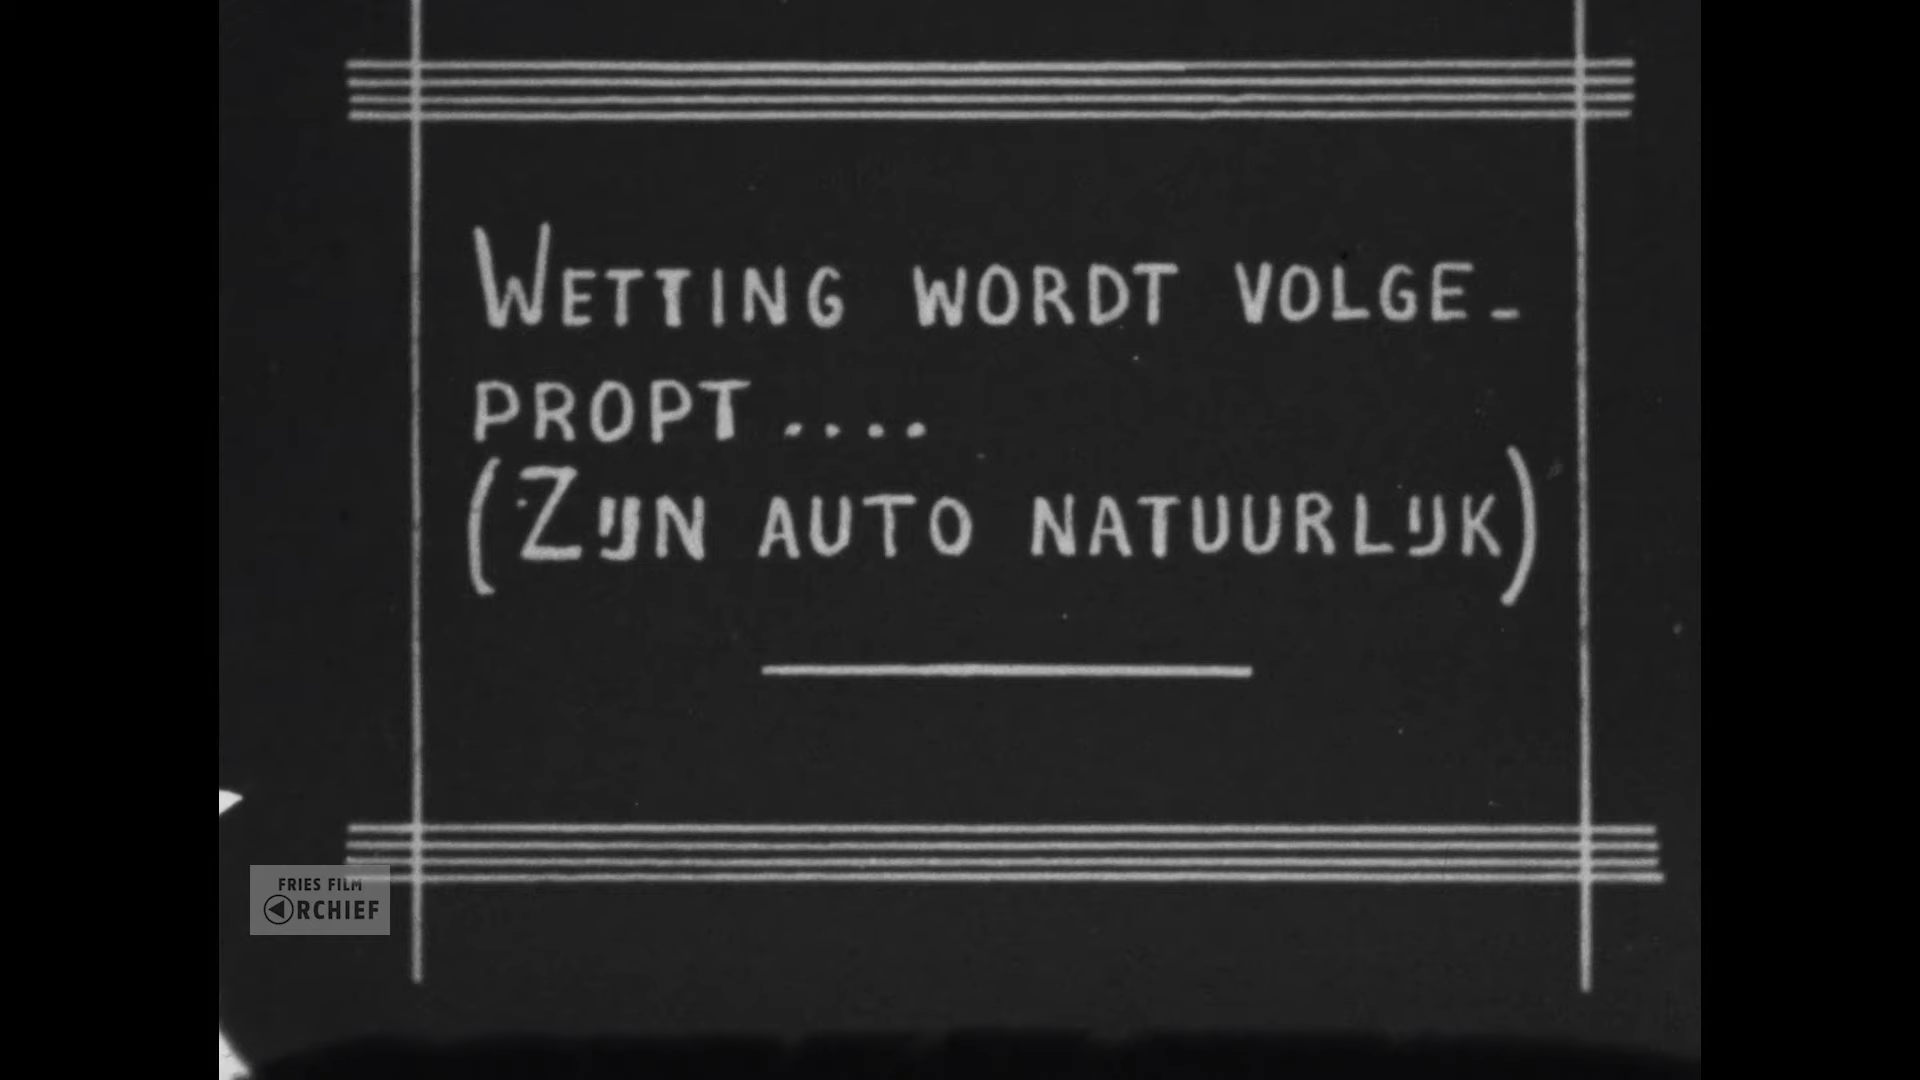 WETTING WORDT VOLGE-
PROPT....
(ZIJN AUTO NATUURLIJK)
FRIES FILM
ARCHIEF